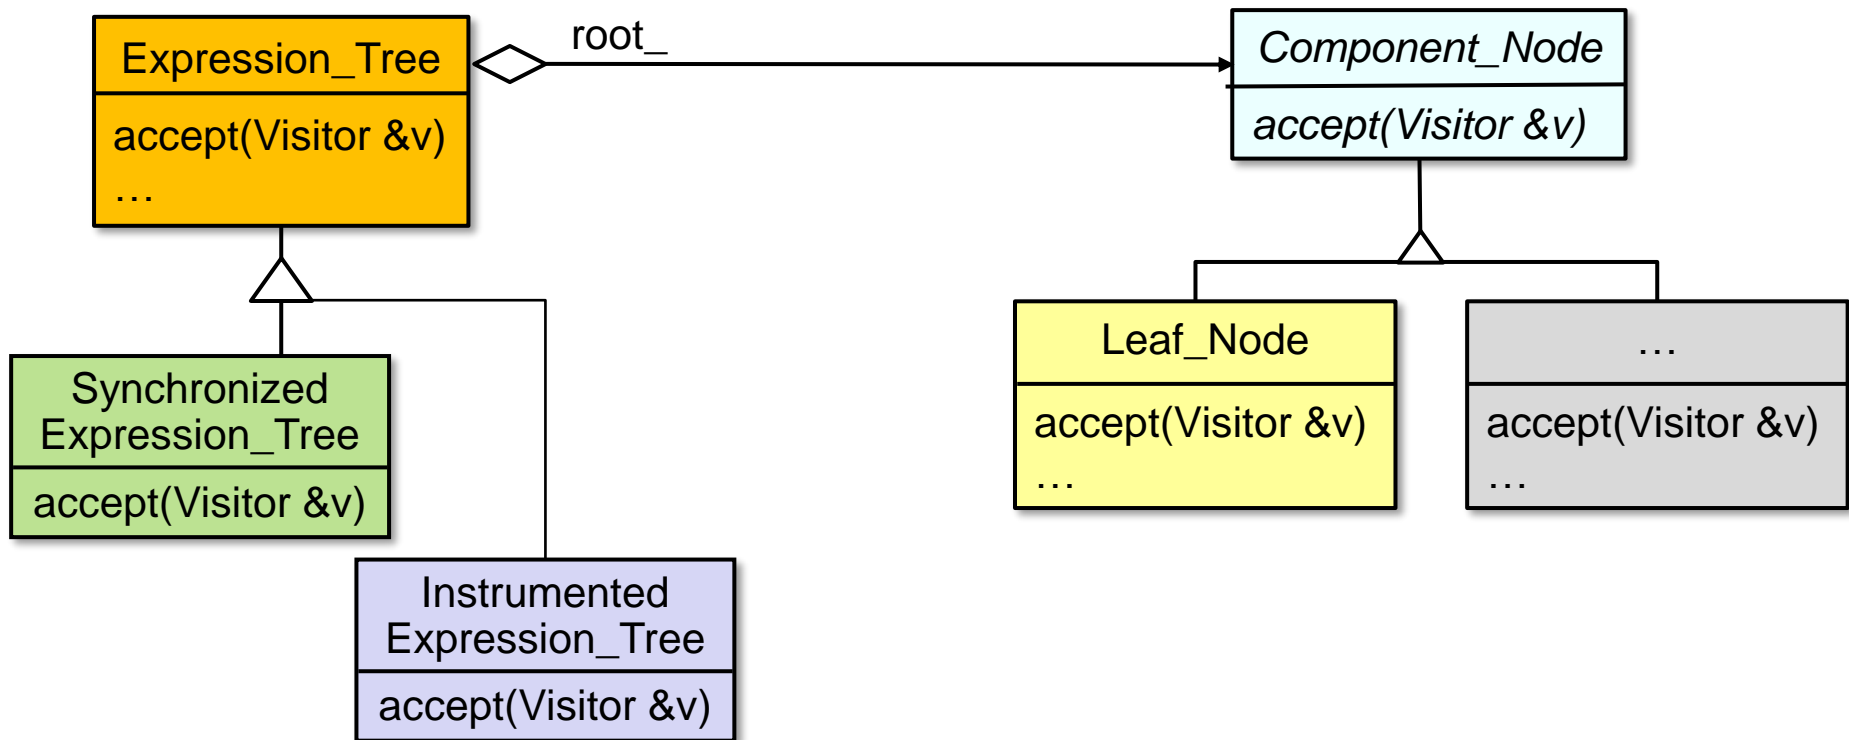 Expression_Tree
accept(Visitor &v)
…
root_
Component_Node
accept(Visitor &v)
Synchronized
Expression_Tree
accept(Visitor &v)
Instrumented
Expression_Tree
accept(Visitor &v)
Leaf_Node
accept(Visitor &v)
…
…
accept(Visitor &v)
…